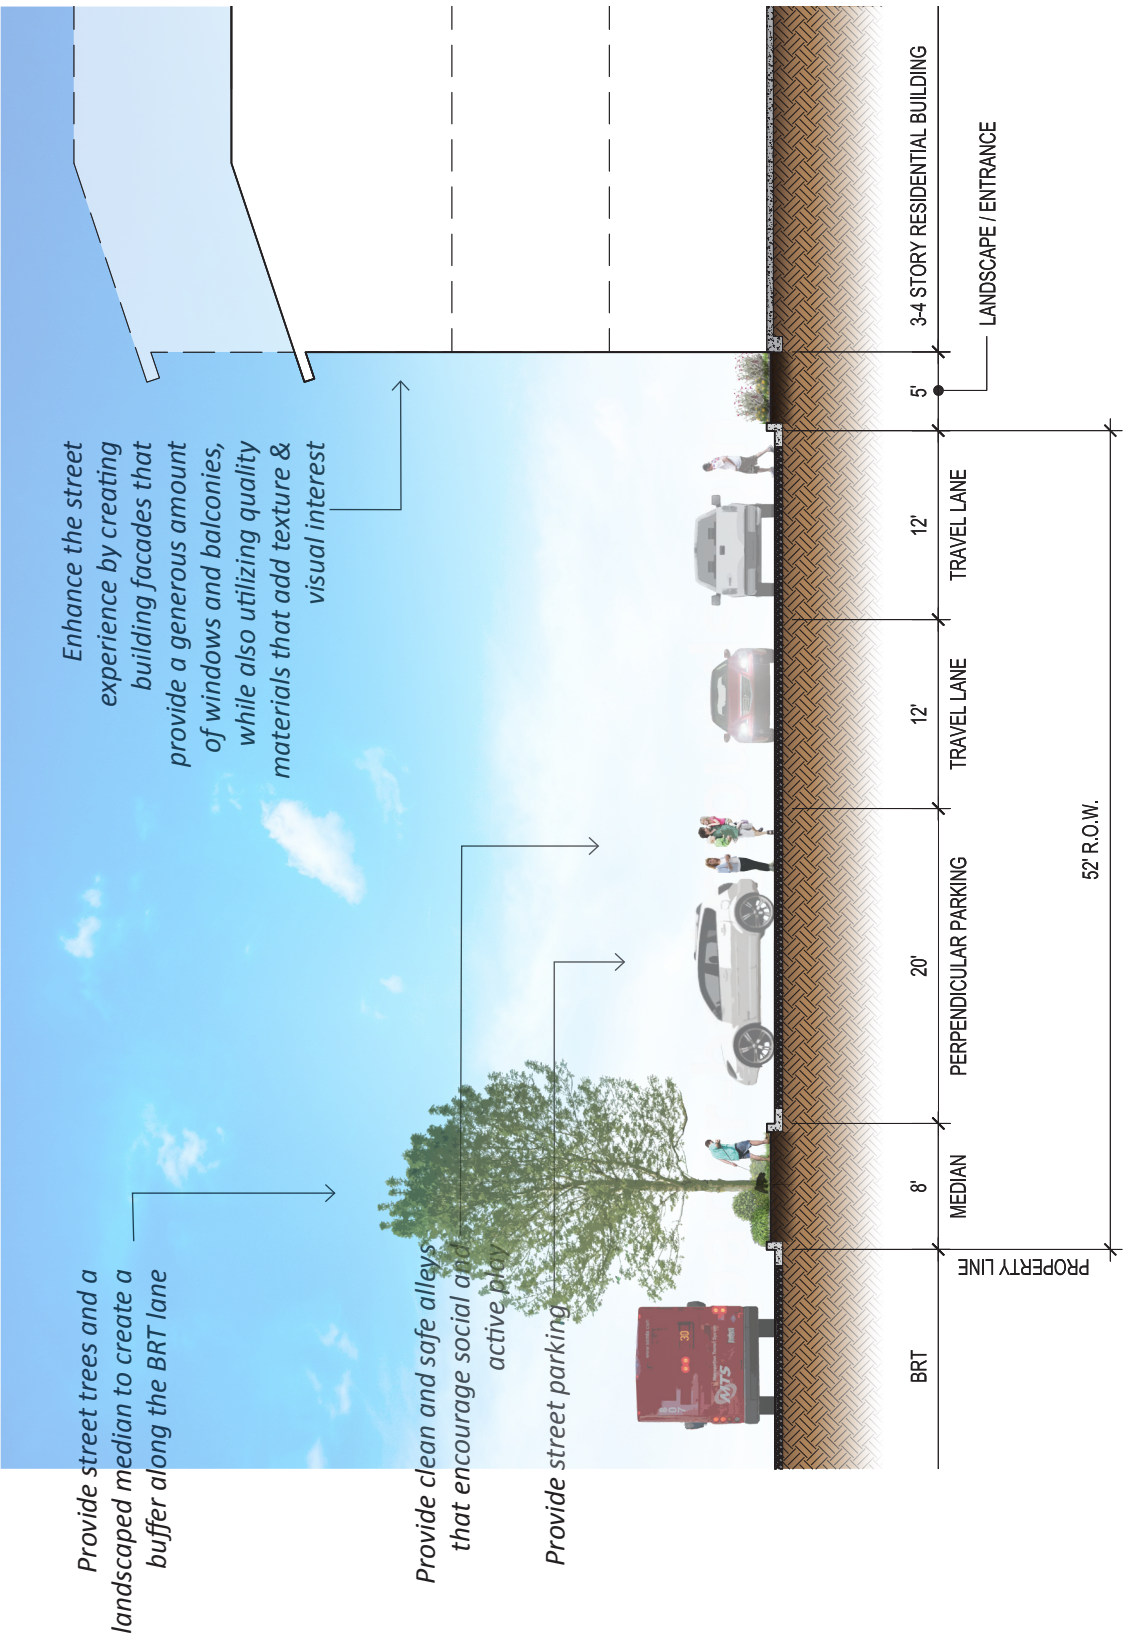 Provide street trees and a
landscaped median to create a
buffer along the BRT lane
Enhance the street
experience by creating
building facades that
provide a generous amount
of windows and balconies,
while also utilizing quality
materials that add texture &
visual interest
Provide clean and safe alleys
that encourage social and
active play
Provide street parking
30
MTS
BRT
8'
MEDIAN
20'
PERPENDICULAR PARKING
12'
TRAVEL LANE
12'
TRAVEL LANE
5'
3-4 STORY RESIDENTIAL BUILDING
LANDSCAPE / ENTRANCE
PROPERTY LINE
52' R.O.W.